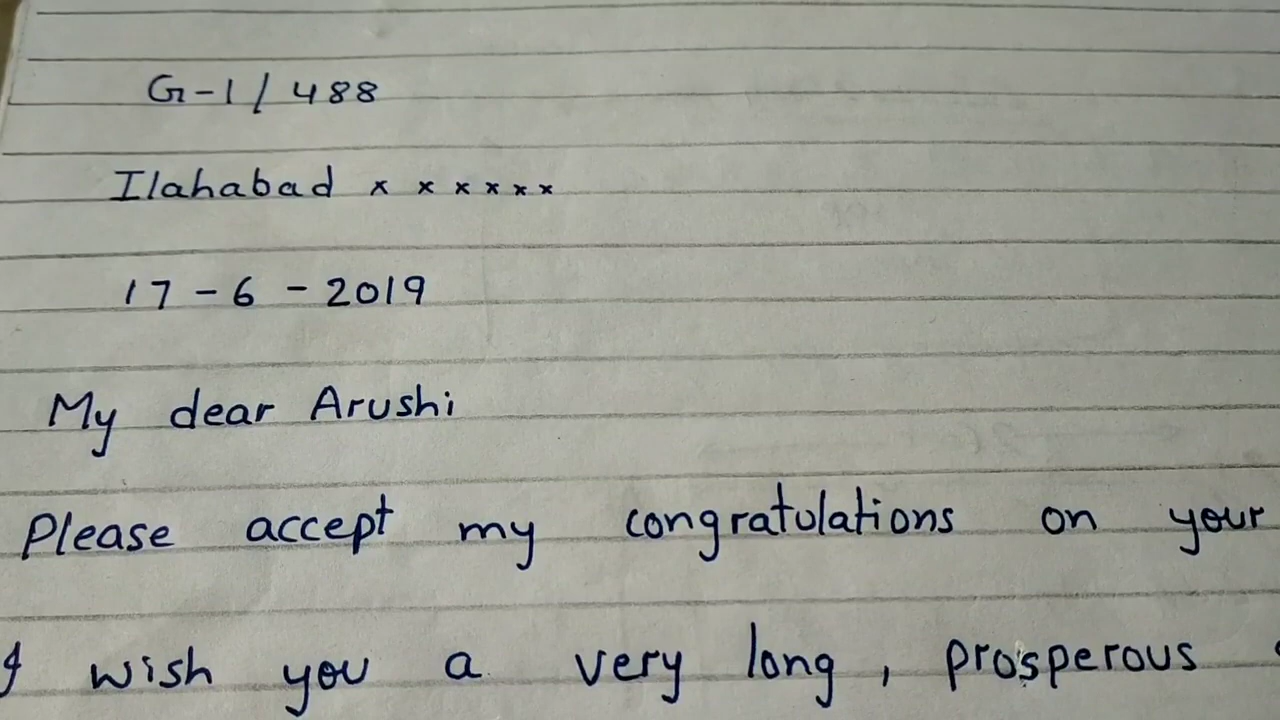 G-1/488
Ilahabad x x x x x x
17-6-2019
My dear Arushi
Please accept my congratulations on your
I wish you a very long, prosperous